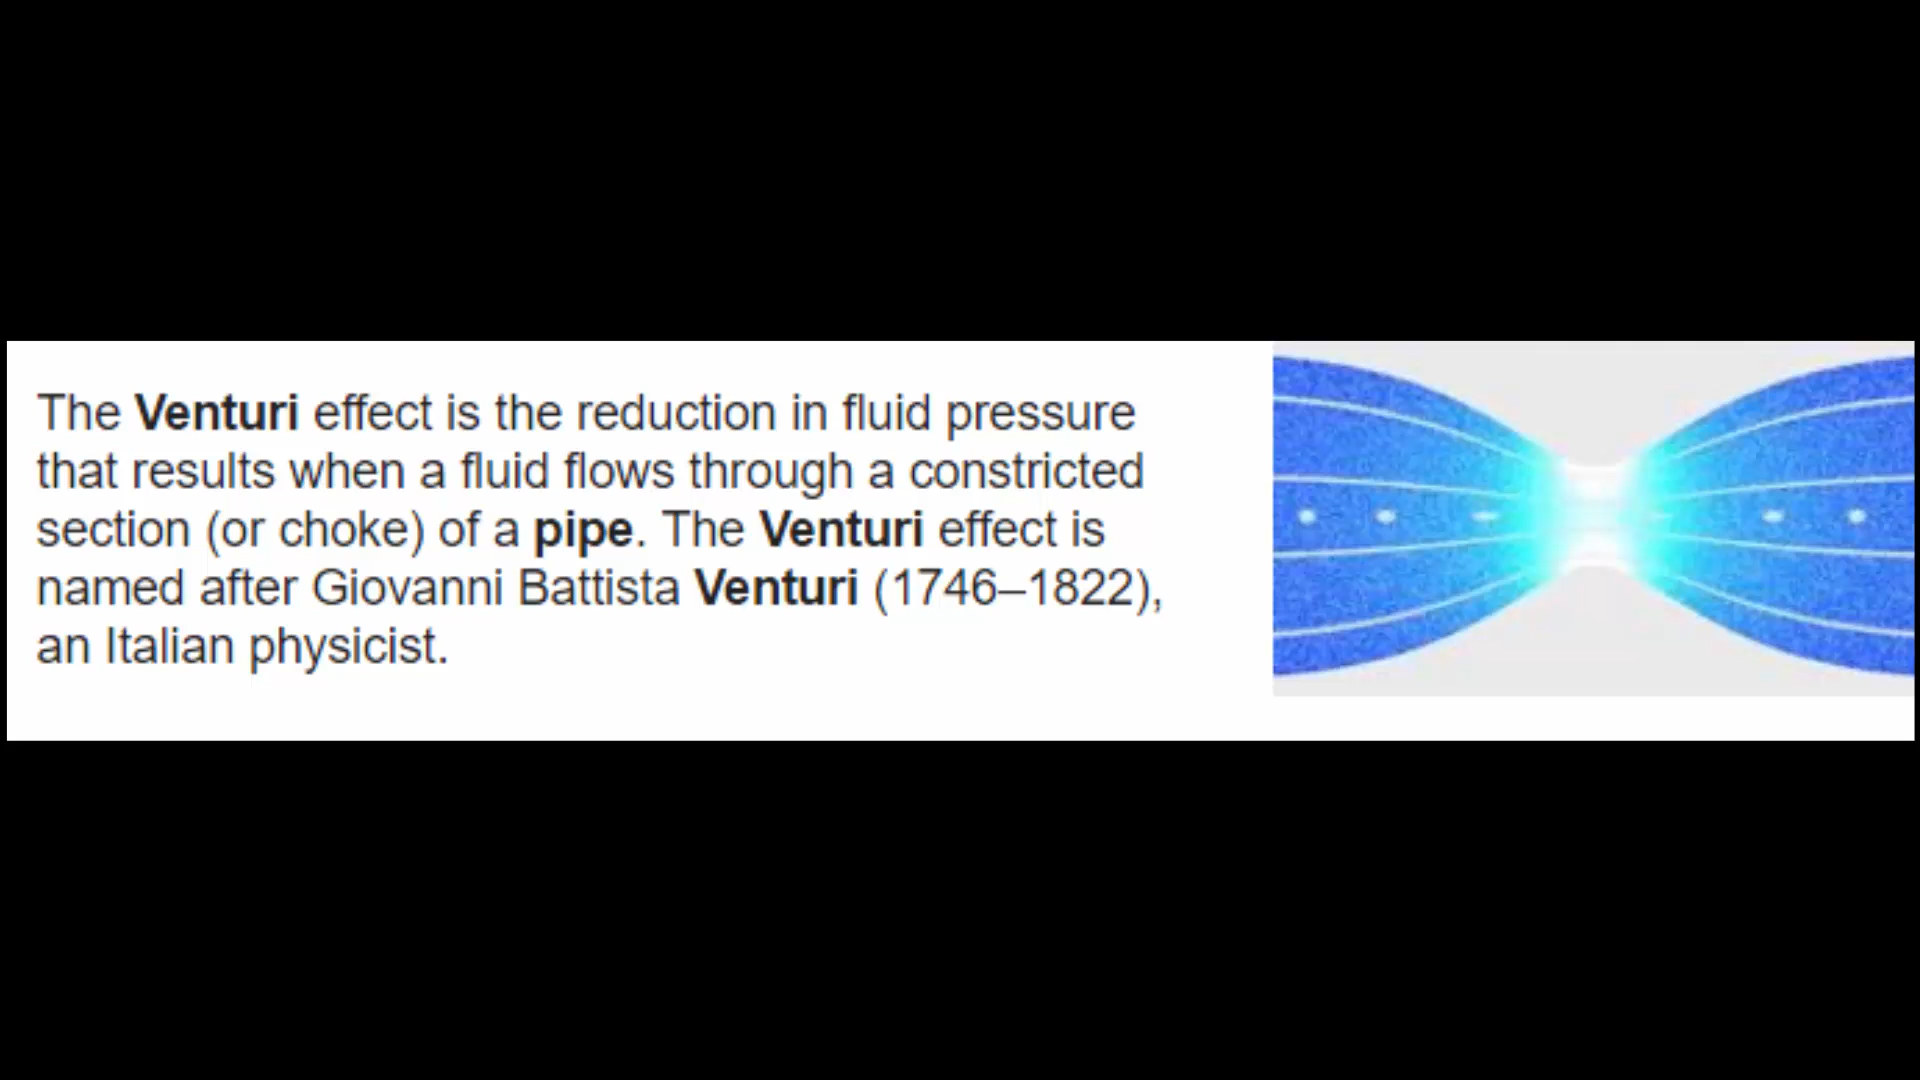 The Venturi effect is the reduction in fluid pressure
that results when a fluid flows through a constricted
section (or choke) of a pipe. The Venturi effect is
named after Giovanni Battista Venturi (1746–1822),
an Italian physicist.